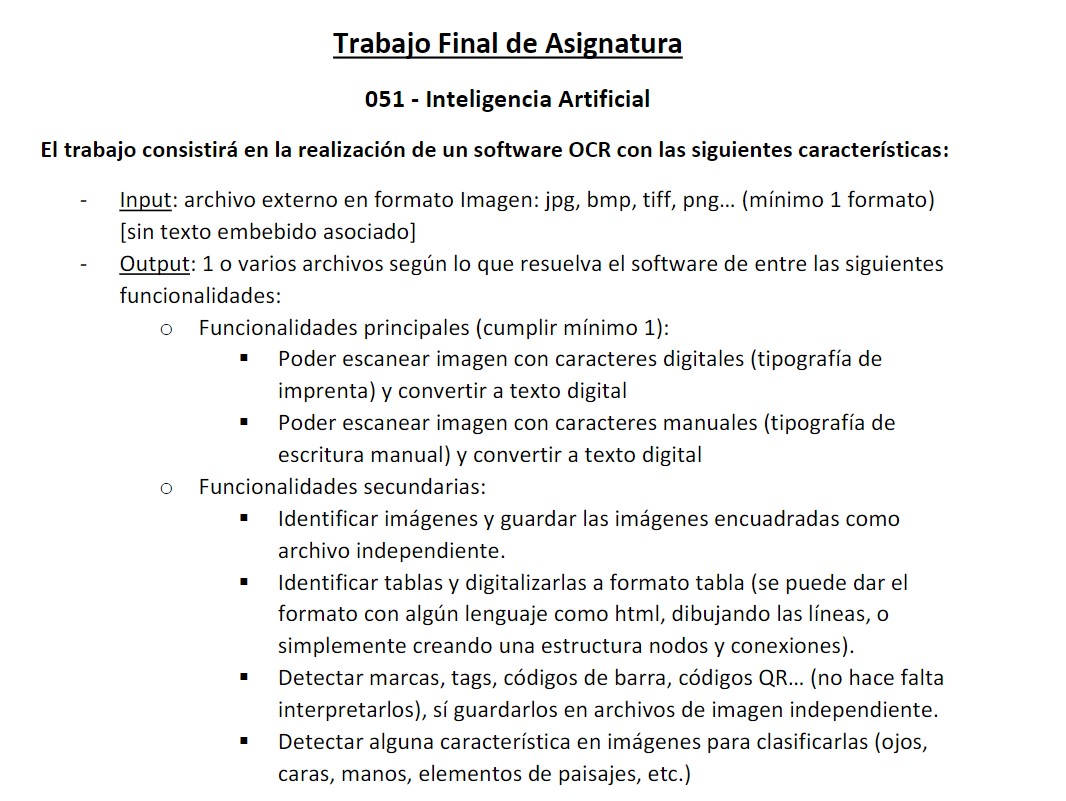 Trabajo Final de Asignatura
051 - Inteligencia Artificial
El trabajo consistirá en la realización de un software OCR con las siguientes características:
- Input: archivo externo en formato Imagen: jpg, bmp, tiff, png… (mínimo 1 formato)
[sin texto embebido asociado]
- Output: 1 o varios archivos según lo que resuelva el software de entre las siguientes
funcionalidades:
o Funcionalidades principales (cumplir mínimo 1):
▪ Poder escanear imagen con caracteres digitales (tipografía de
imprenta) y convertir a texto digital
▪ Poder escanear imagen con caracteres manuales (tipografía de
escritura manual) y convertir a texto digital
o Funcionalidades secundarias:
▪ Identificar imágenes y guardar las imágenes encuadradas como
archivo independiente.
▪ Identificar tablas y digitalizarlas a formato tabla (se puede dar el
formato con algún lenguaje como html, dibujando las líneas, o
simplemente creando una estructura nodos y conexiones).
▪ Detectar marcas, tags, códigos de barra, códigos QR… (no hace falta
interpretarlos), sí guardarlos en archivos de imagen independiente.
▪ Detectar alguna característica en imágenes para clasificarlas (ojos,
caras, manos, elementos de paisajes, etc.)